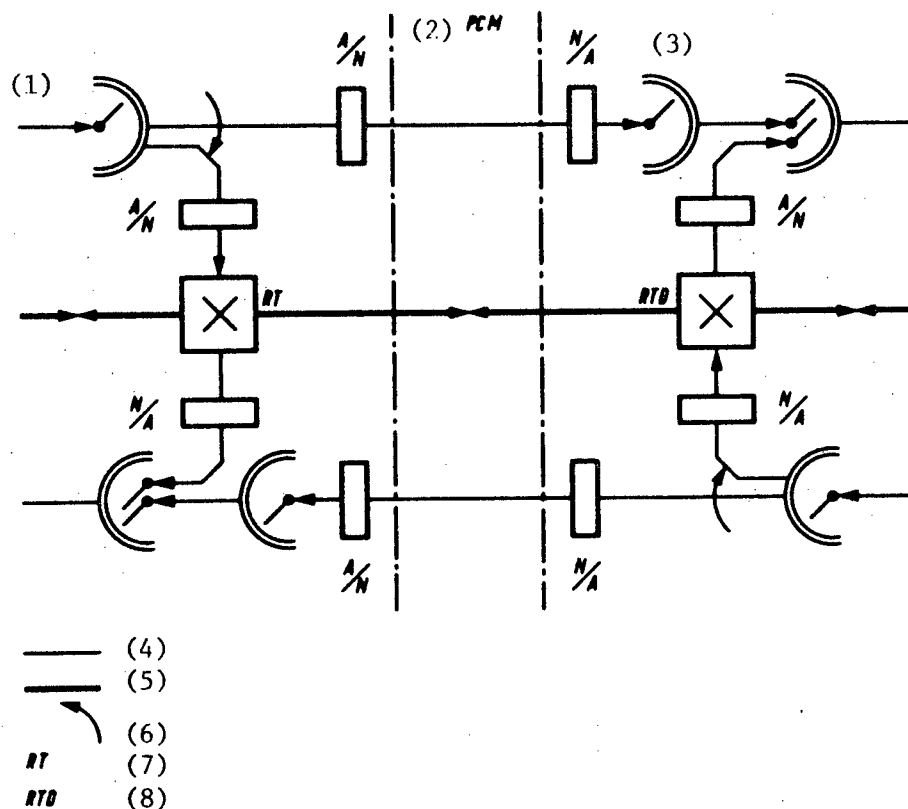 (1)
A/N
(2) PCM
N/A
(3)
A/N
A/N
RT
RTD
N/A
N/A
A/N
N/A
(4)
(5)
(6)
RT (7)
RTD (8)